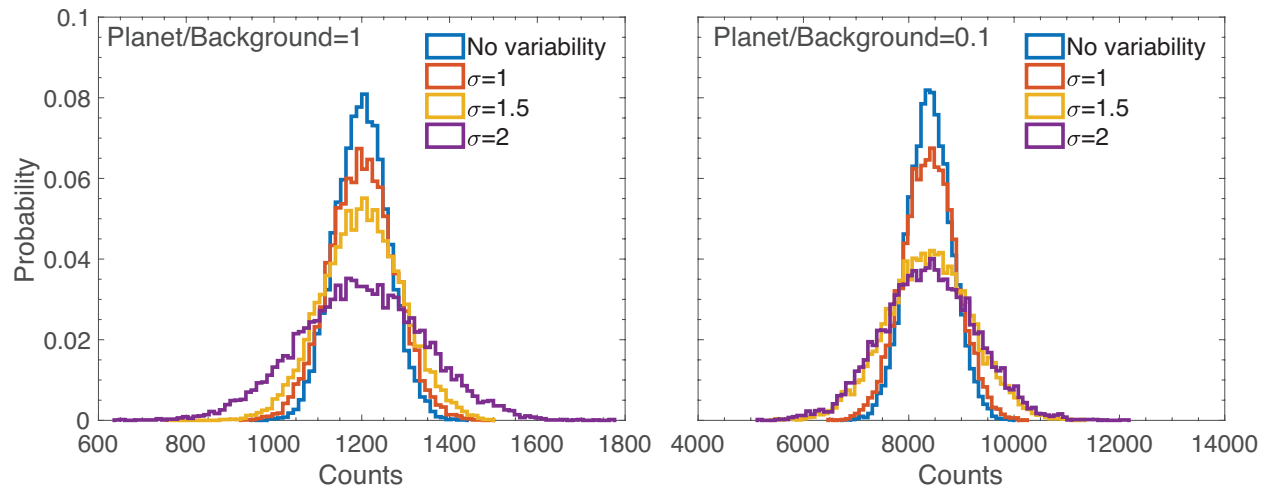 Planet/Background=1
No variability
σ=1
σ=1.5
σ=2
0.1
0.08
0.06
0.04
0.02
0
Probability
600 800 1000 1200 1400 1600 1800
Counts
Planet/Background=0.1
No variability
σ=1
σ=1.5
σ=2
4000 6000 8000 10000 12000 14000
Counts